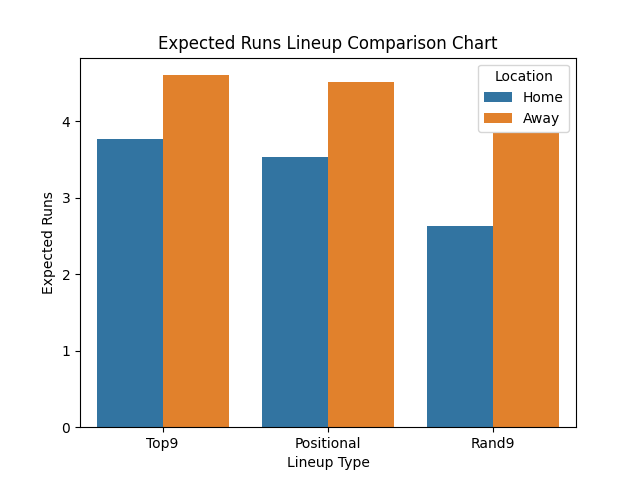 Expected Runs Lineup Comparison Chart
Location
Home
Away
Expected Runs
4
3
2
1
0
Top9
Positional
Rand9
Lineup Type